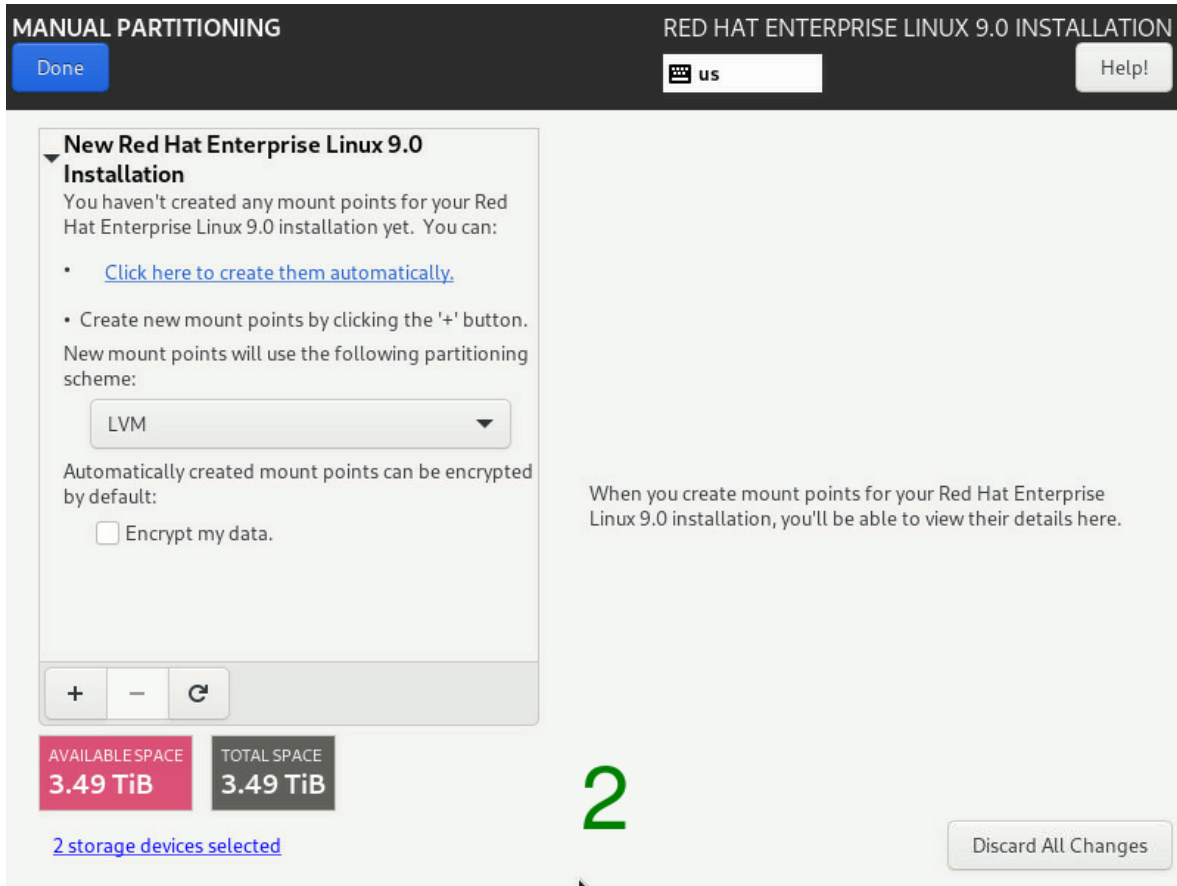 MANUAL PARTITIONING
RED HAT ENTERPRISE LINUX 9.0 INSTALLATION
Done
us
Help!
New Red Hat Enterprise Linux 9.0
Installation
You haven't created any mount points for your Red
Hat Enterprise Linux 9.0 installation yet. You can:
• Click here to create them automatically.
• Create new mount points by clicking the '+' button.
New mount points will use the following partitioning
scheme:
LVM
Automatically created mount points can be encrypted
by default:
Encrypt my data.
When you create mount points for your Red Hat Enterprise
Linux 9.0 installation, you'll be able to view their details here.
+ −
AVAILABLE SPACE
3.49 TiB
TOTAL SPACE
3.49 TiB
2
2 storage devices selected
Discard All Changes